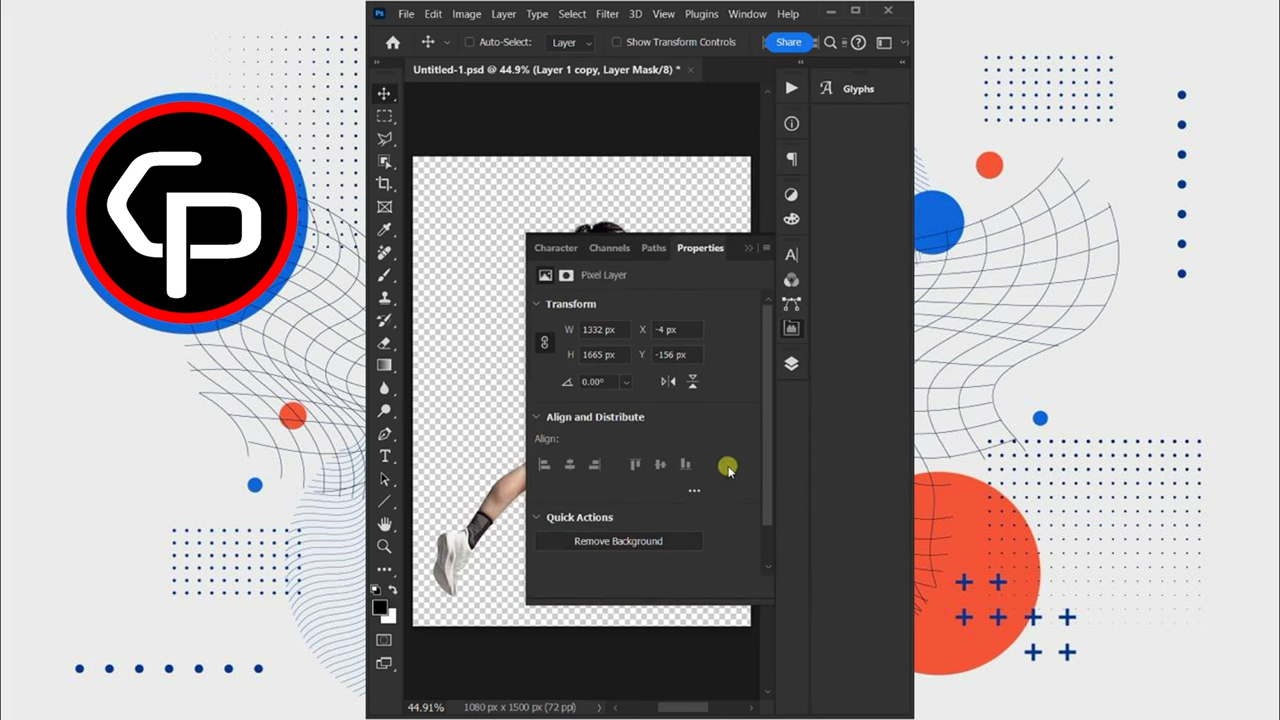 CP
Ps File Edit Image Layer Type Select Filter 3D View Plugins Window Help
Auto-Select: Layer Show Transform Controls Share
Untitled-1.psd @ 44.9% (Layer 1 copy, Layer Mask/8) *
Glyphs
Character Channels Paths Properties
Pixel Layer
Transform
W 1332 px X -4 px
H 1665 px Y -156 px
0.00°
Align and Distribute
Align:
Quick Actions
Remove Background
44.91% 1080 px x 1500 px (72 ppi)